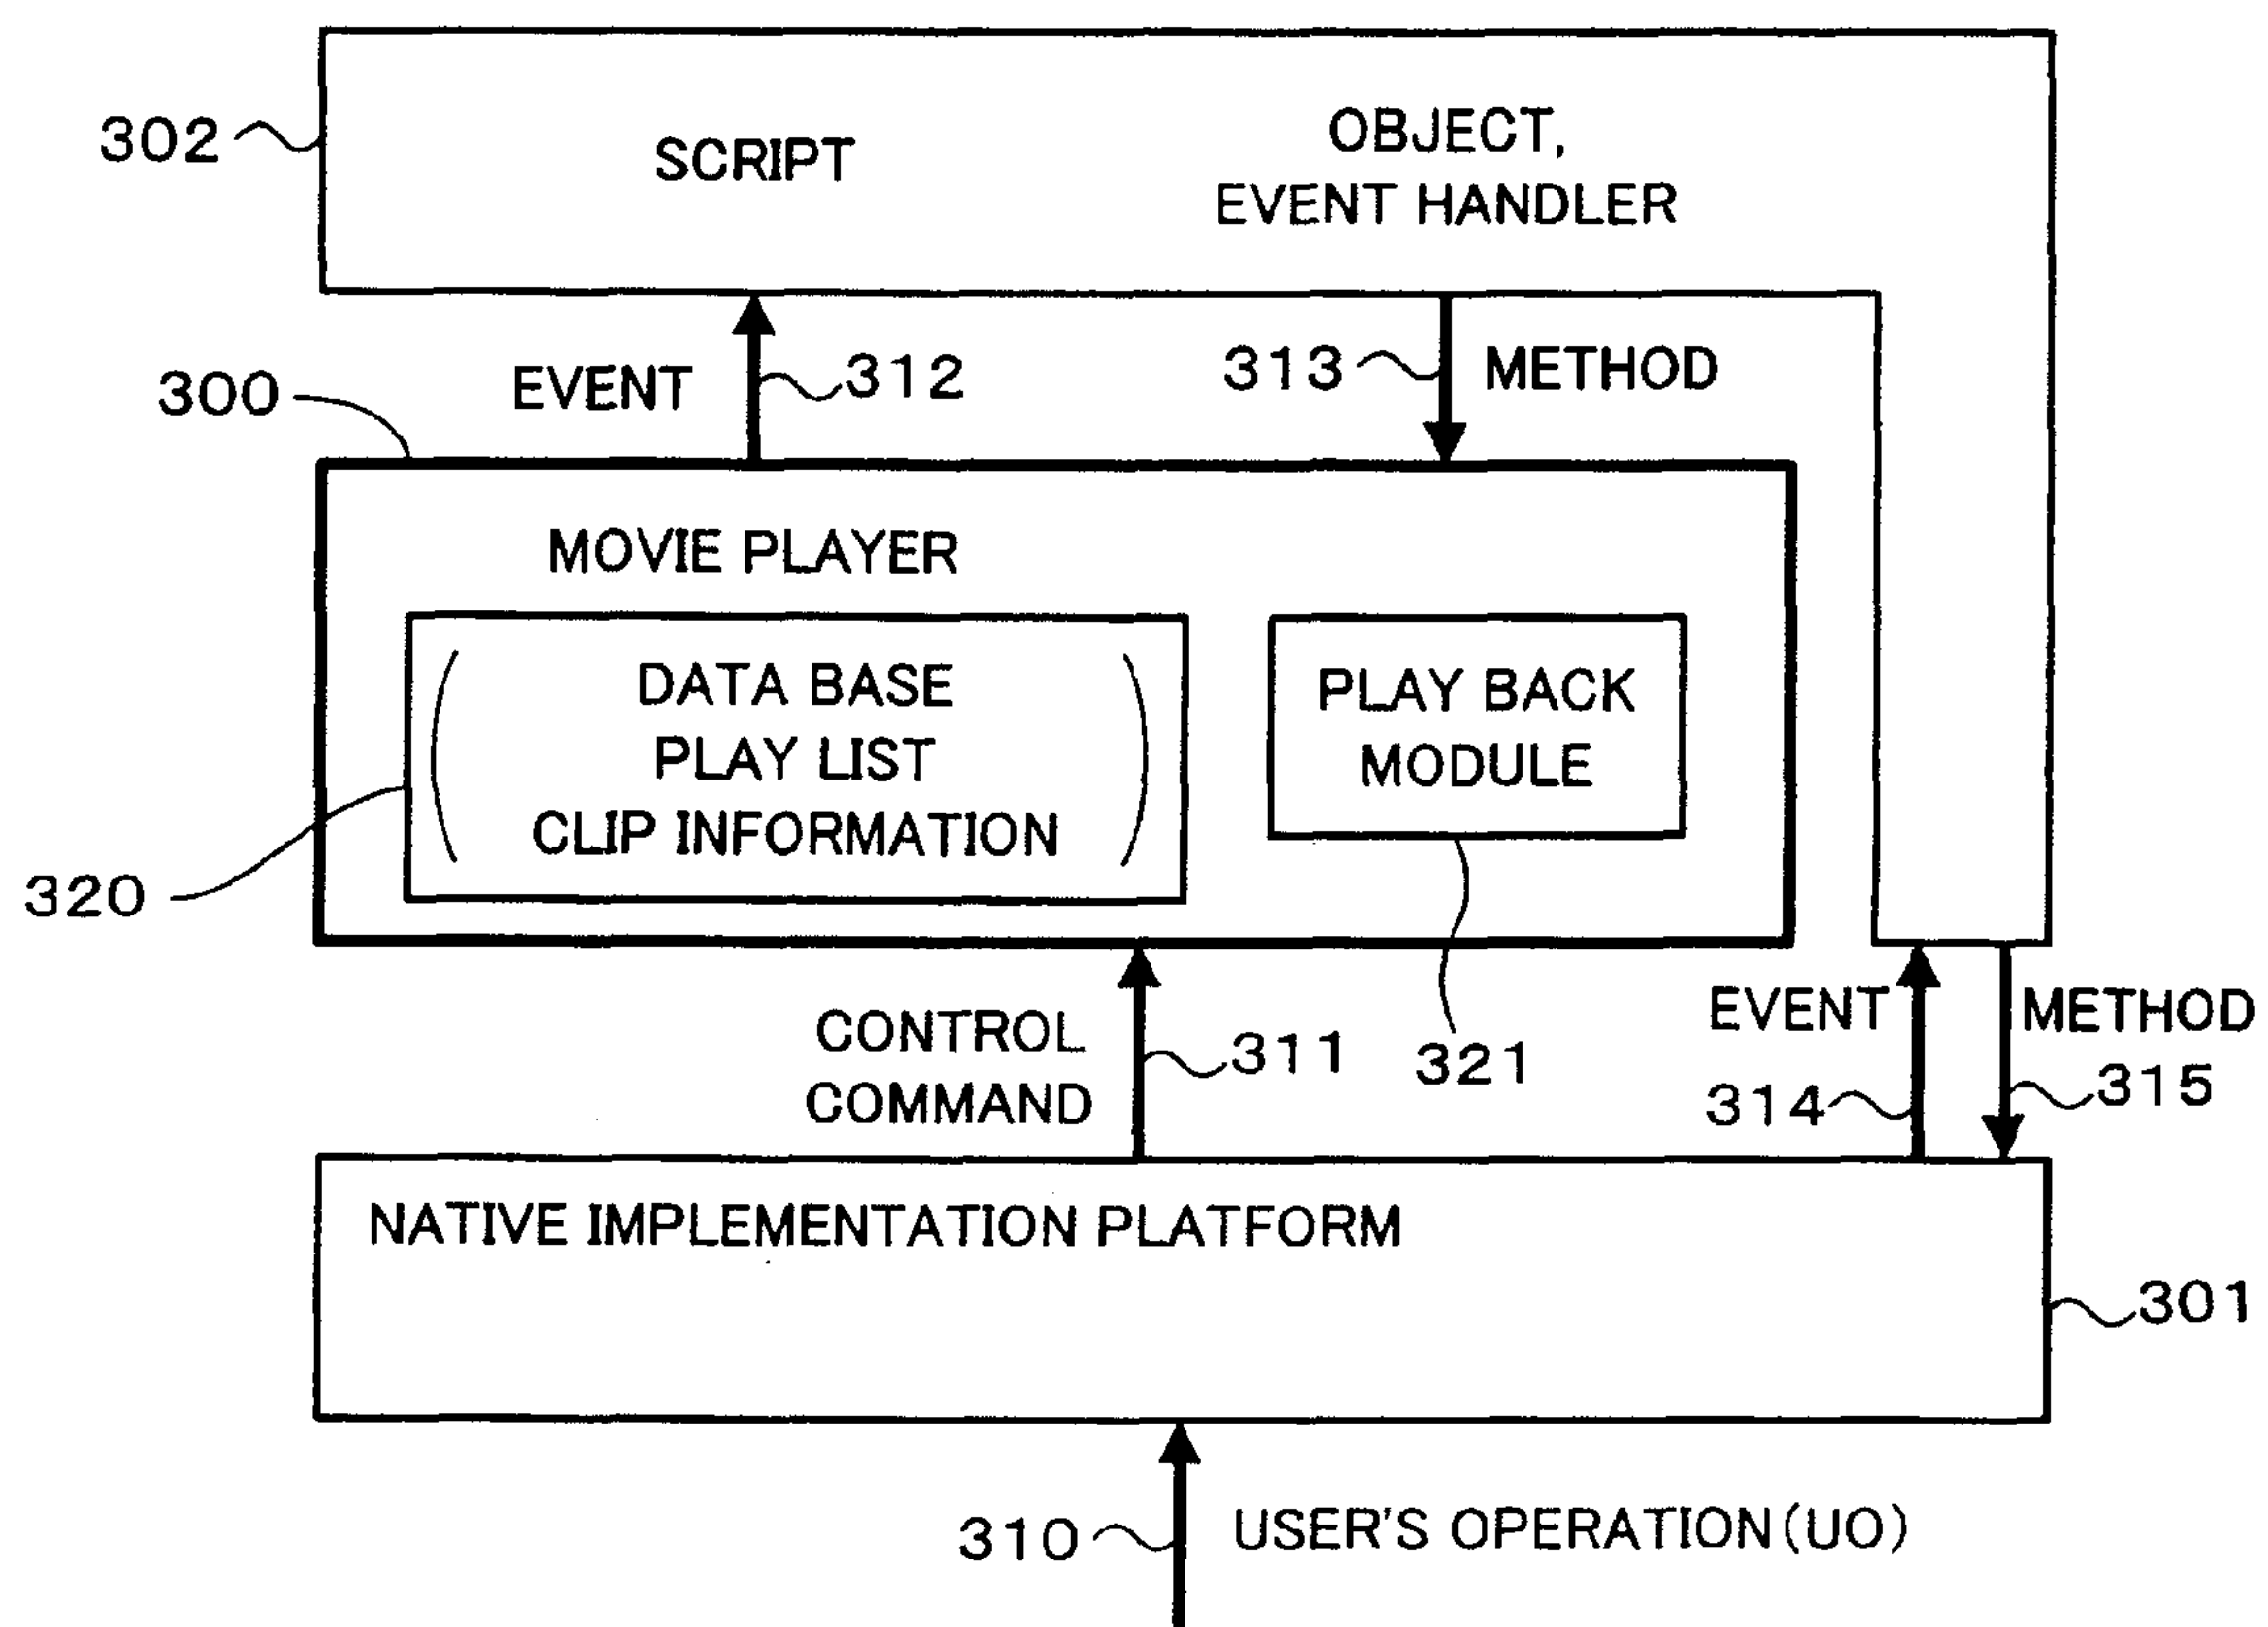 302
SCRIPT
OBJECT,
EVENT HANDLER
300
EVENT
312
313
METHOD
MOVIE PLAYER
DATA BASE
PLAY LIST
CLIP INFORMATION
PLAY BACK
MODULE
320
CONTROL
COMMAND
311
321
EVENT
314
METHOD
315
NATIVE IMPLEMENTATION PLATFORM
301
310
USER'S OPERATION(UO)